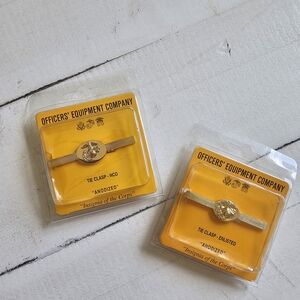 OFFICERS' EQUIPMENT COMPANY
TIE CLASP - NCO
"ANODIZED"
"Insignia of the Corps"
OFFICERS' EQUIPMENT COMPANY
TIE CLASP - ENLISTED
"ANODIZED"
"Insignia of the Corps"